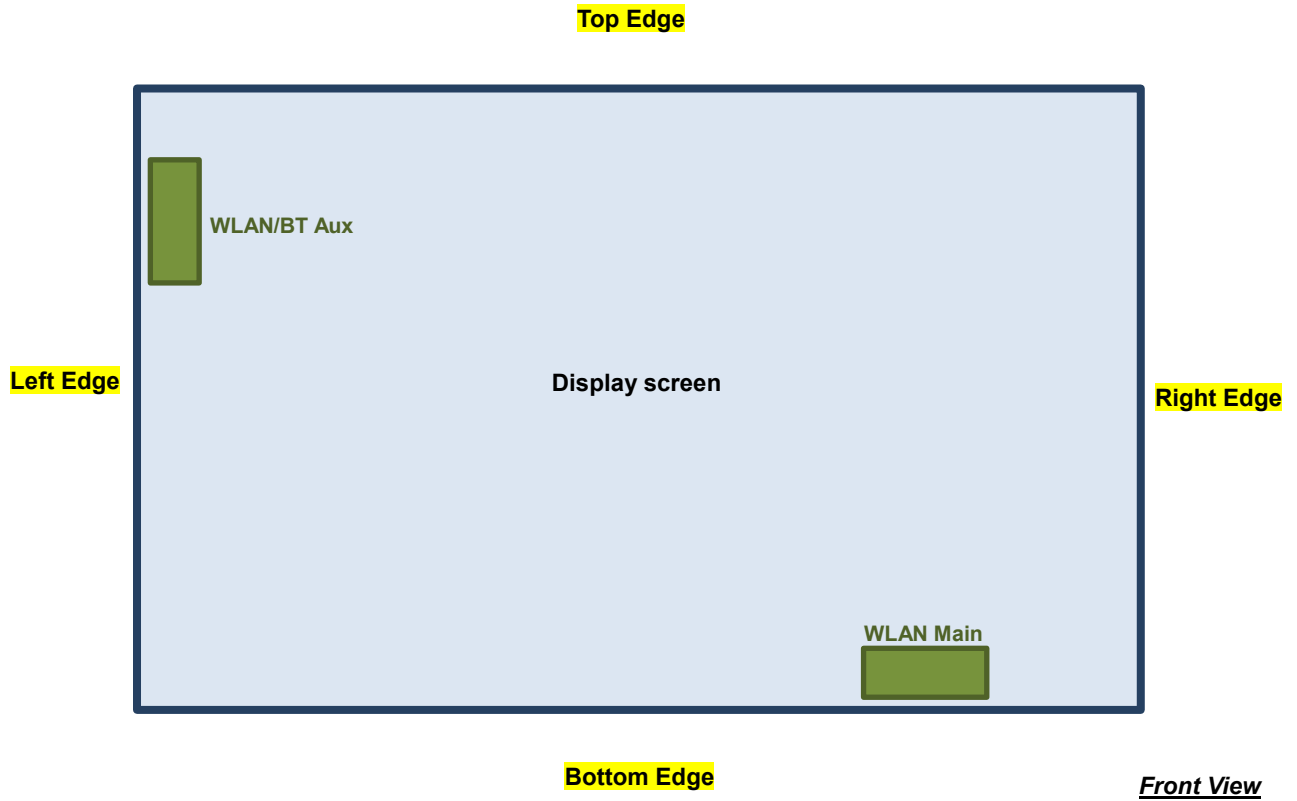 Top Edge
WLAN/BT Aux
Left Edge
Display screen
Right Edge
WLAN Main
Bottom Edge
Front View